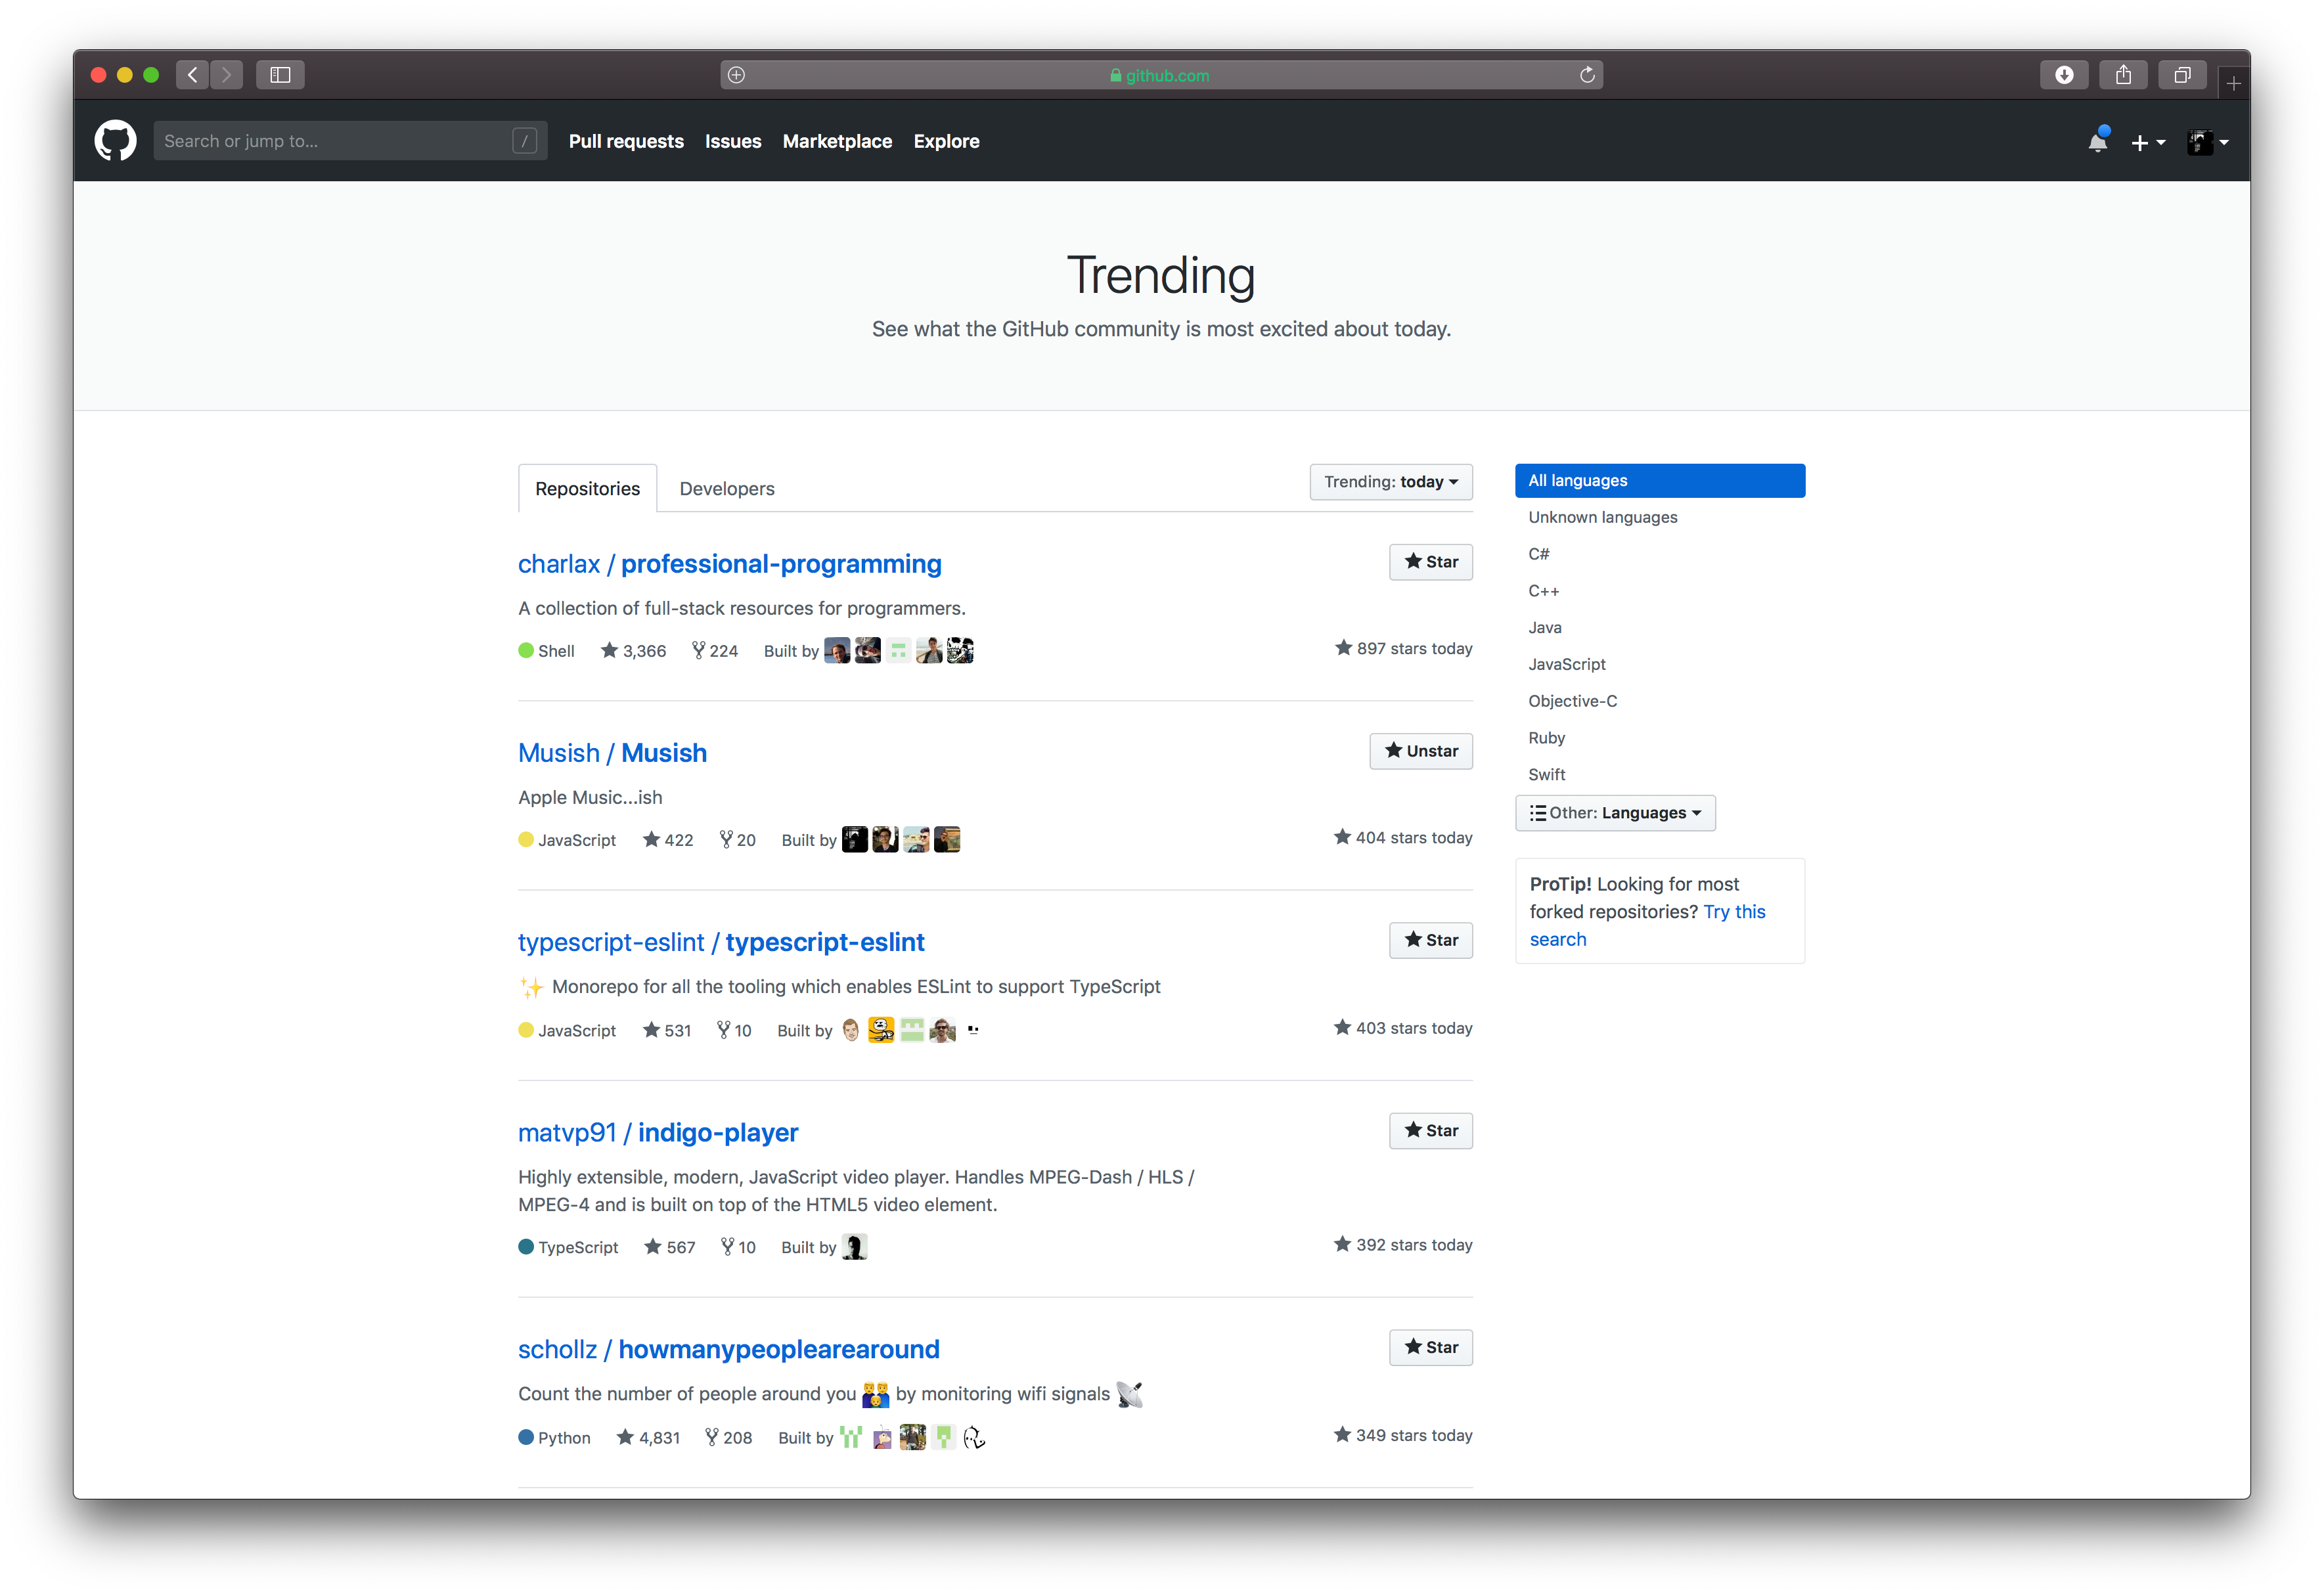 github.com
Search or jump to... /
Pull requests Issues Marketplace Explore
Trending
See what the GitHub community is most excited about today.
Repositories Developers
Trending: today
charlax / professional-programming
Star
A collection of full-stack resources for programmers.
Shell 3,366 224 Built by
897 stars today
Musish / Musish
Unstar
Apple Music...ish
JavaScript 422 20 Built by
404 stars today
typescript-eslint / typescript-eslint
Star
✨ Monorepo for all the tooling which enables ESLint to support TypeScript
JavaScript 531 10 Built by
403 stars today
matvp91 / indigo-player
Star
Highly extensible, modern, JavaScript video player. Handles MPEG-Dash / HLS /
MPEG-4 and is built on top of the HTML5 video element.
TypeScript 567 10 Built by
392 stars today
schollz / howmanypeoplearearound
Star
Count the number of people around you 👨‍👨‍👦 by monitoring wifi signals 📡
Python 4,831 208 Built by
349 stars today
All languages
Unknown languages
C#
C++
Java
JavaScript
Objective-C
Ruby
Swift
Other: Languages
ProTip! Looking for most
forked repositories? Try this
search